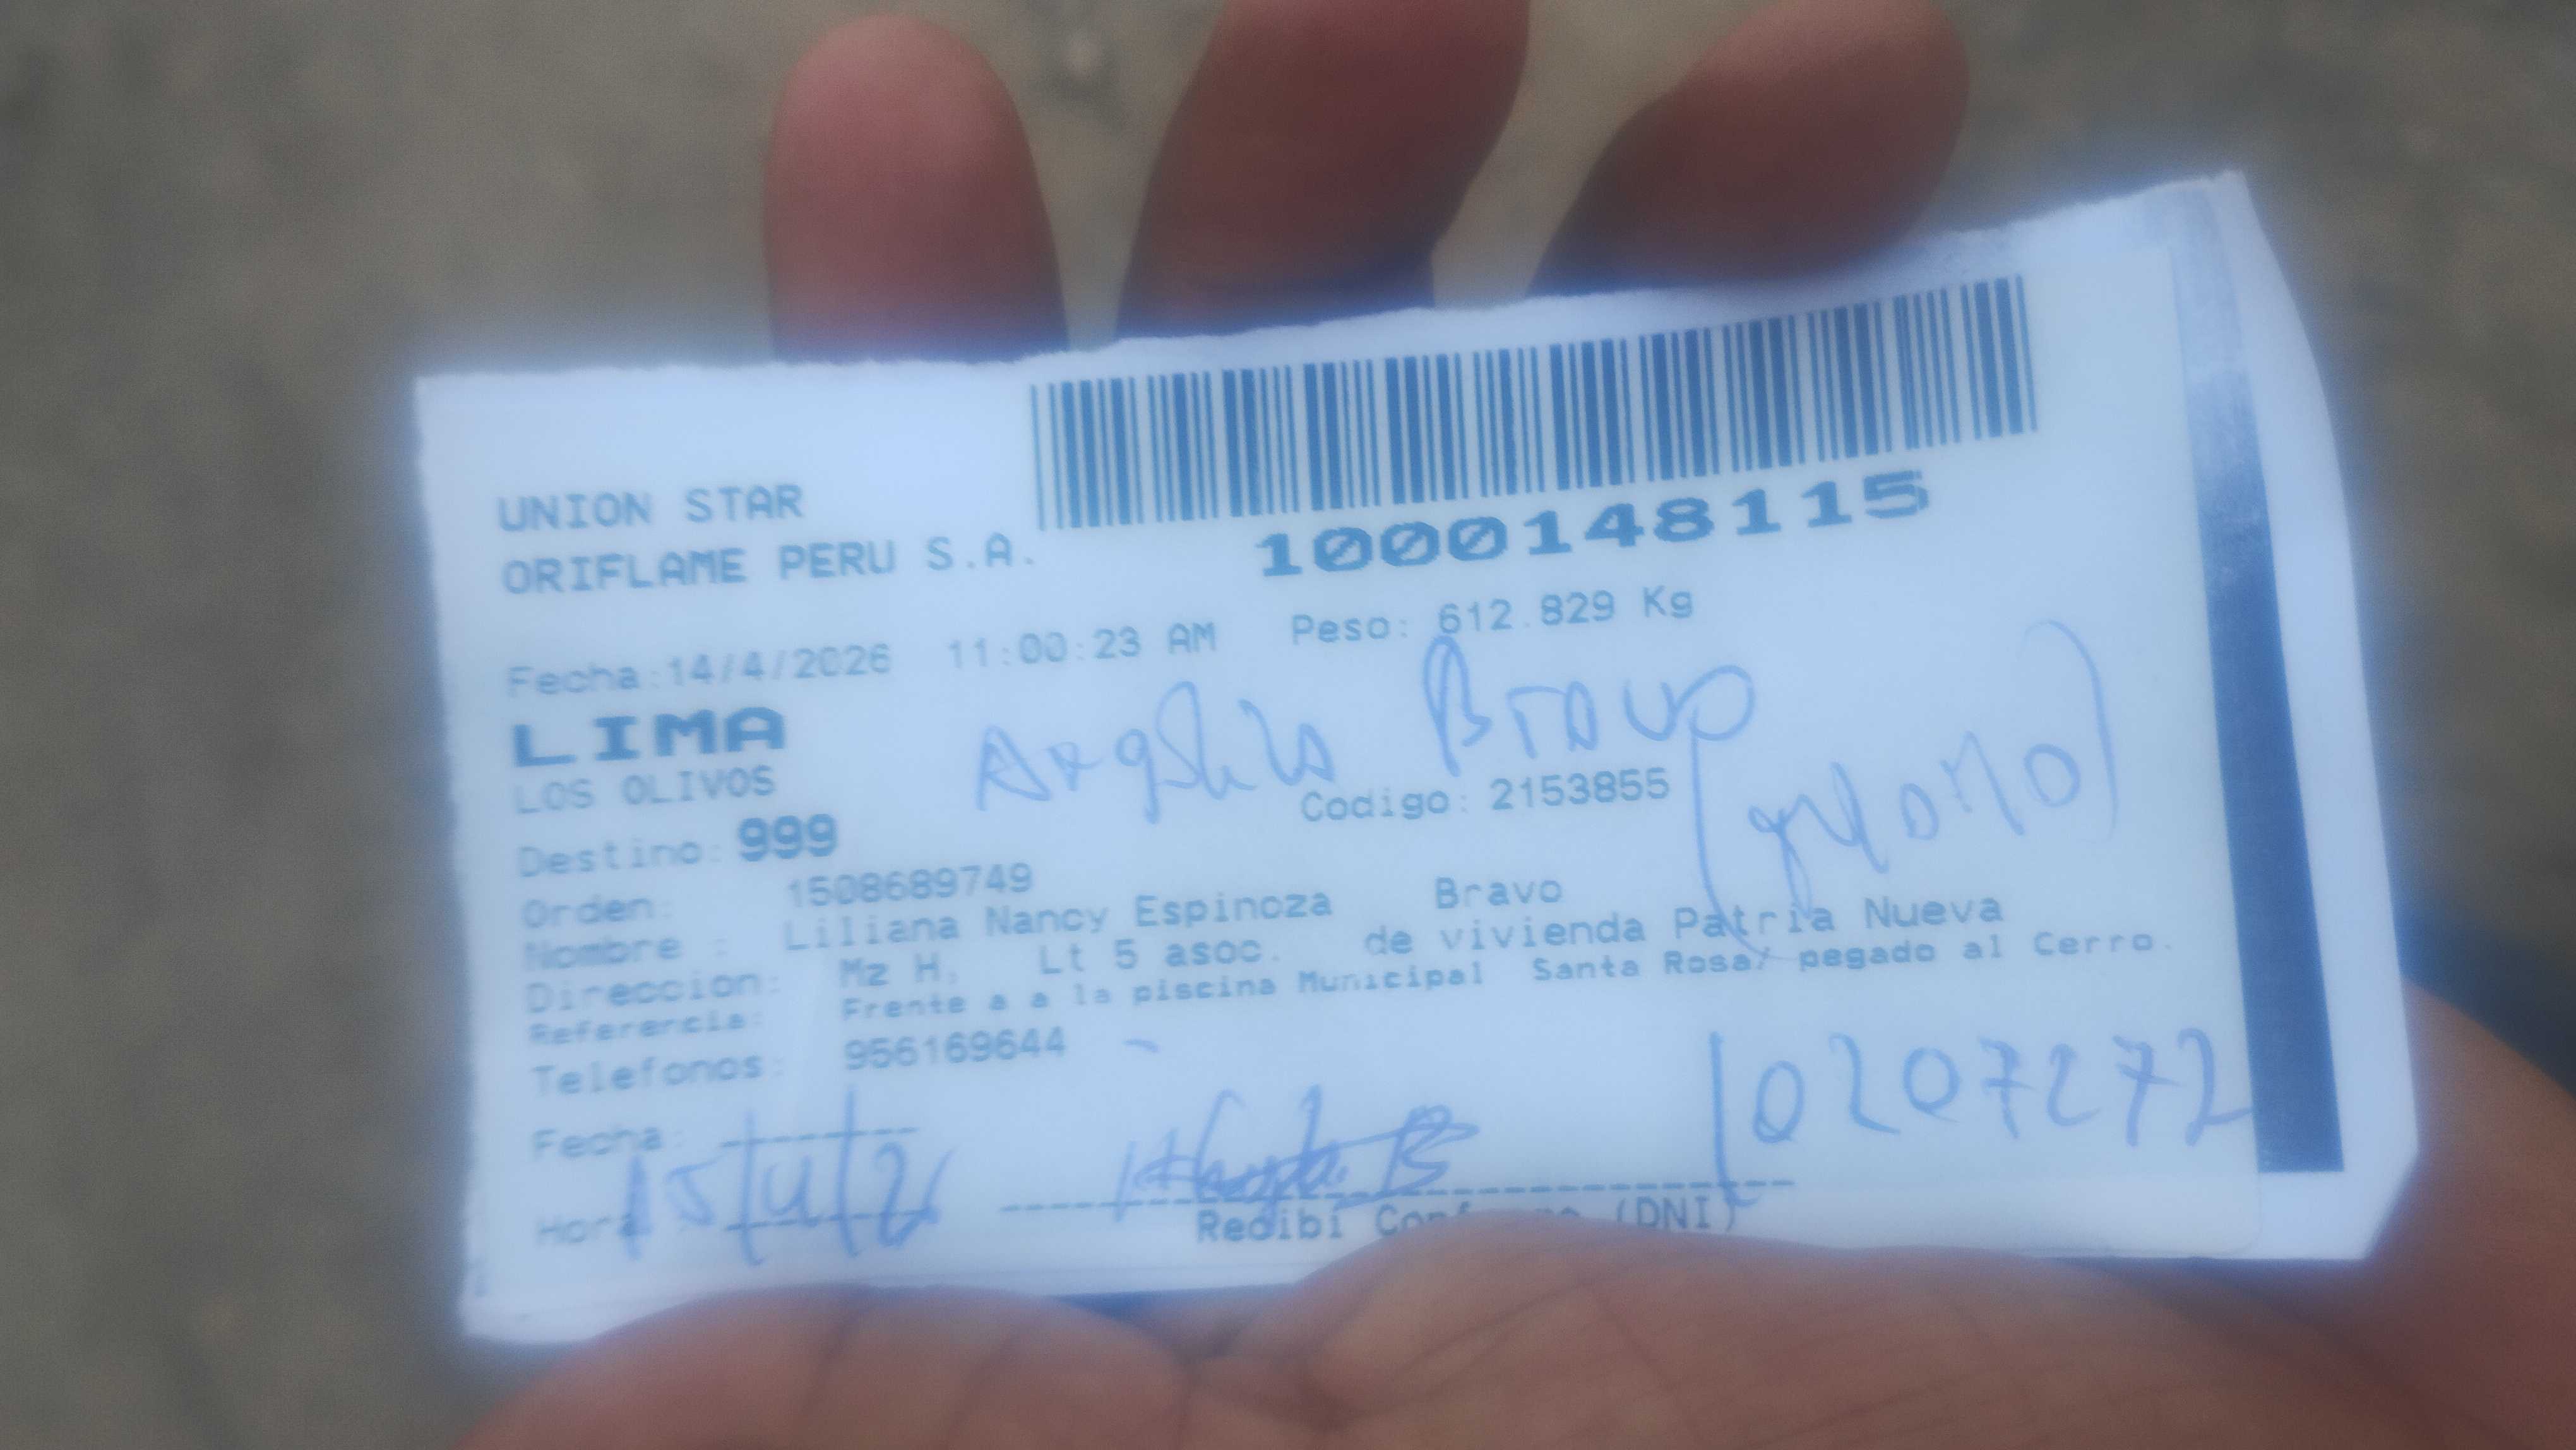 UNION STAR
ORIFLAME PERU S.A.
1000148115
Fecha:14/4/2026 11:00:23 AM Peso: 612.829 Kg
LIMA
Bravo
LOS OLIVOS
Codigo: 2153855
Destino: 999
Orden: 1508689749
Nombre : Liliana Nancy Espinoza Bravo
Direccion: Mz H, Lt 5 asoc. de vivienda Patria Nueva
Referencia: Frente a a la piscina Municipal Santa Rosa/ pegado al Cerro.
Telefonos: 956169644 -
10207272
Fecha:
15/4/26
Hora
Recibí (DNI)